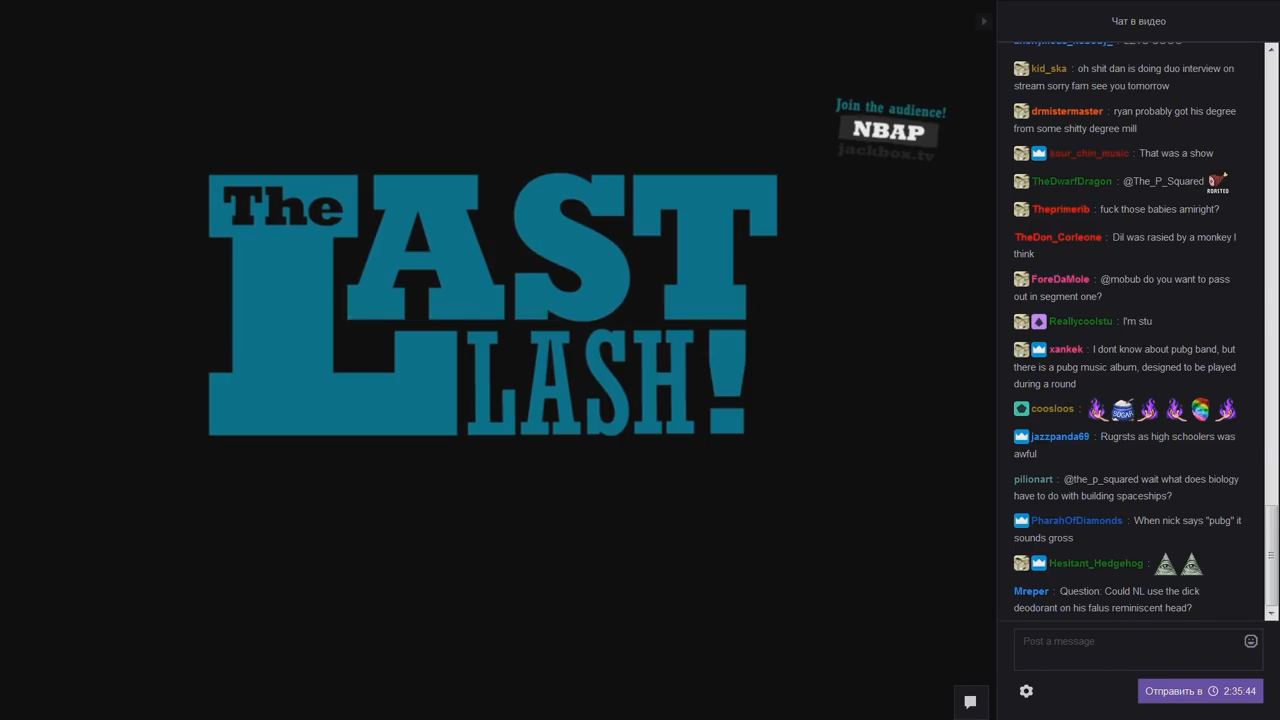 Join the audience!
NBAP
jackbox.tv
The LAST
LASH!
Чат в видео
kid_ska : oh shit dan is doing duo interview on
stream sorry fam see you tomorrow
drmistermaster : ryan probably got his degree
from some shitty degree mill
sour_chin_music : That was a show
TheDwarfDragon : @The_P_Squared ROASTED
Theprimerib : fuck those babies amiright?
TheDon_Corleone : Dil was rasied by a monkey I
think
ForeDaMole : @mobub do you want to pass
out in segment one?
Reallycoolstu : I'm stu
xankek : I dont know about pubg band, but
there is a pubg music album, designed to be played
during a round
coosloos : SUGAR
jazzpanda69 : Rugrsts as high schoolers was
awful
pilionart : @the_p_squared wait what does biology
have to do with building spaceships?
PharahOfDiamonds : When nick says "pubg" it
sounds gross
Hesitant_Hedgehog :
Mreper : Question: Could NL use the dick
deodorant on his falus reminiscent head?
Post a message
Отправить в 2:35:44